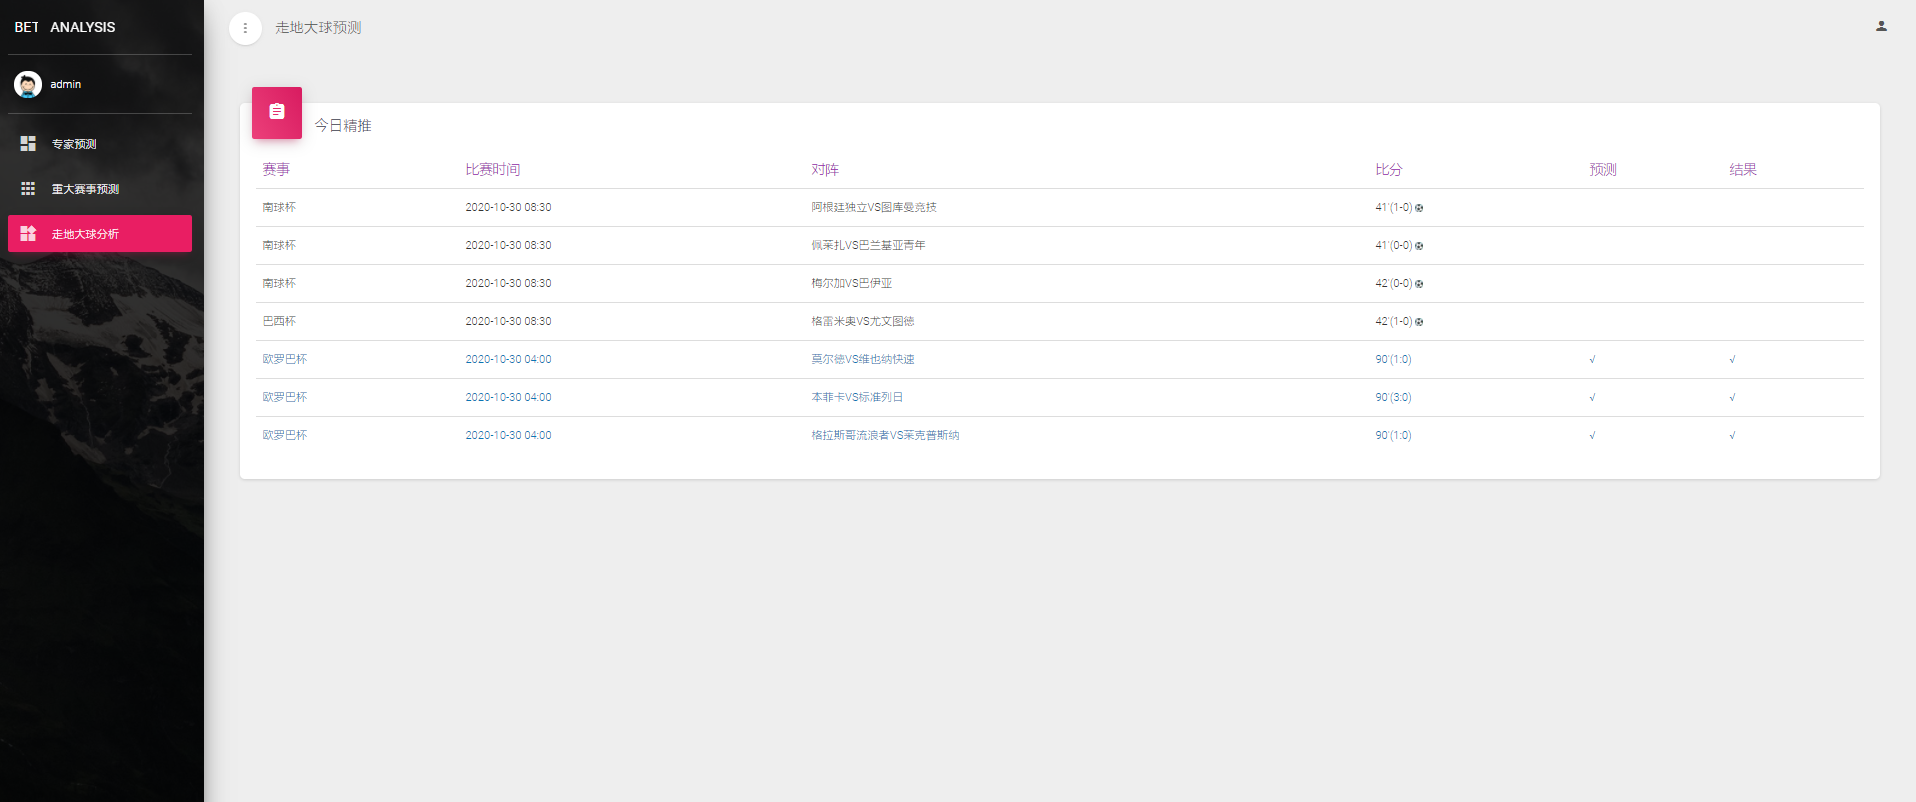 BET ANALYSIS
admin
专家预测
重大赛事预测
走地大球分析
走地大球预测
今日精推
赛事 比赛时间 对阵 比分 预测 结果
南球杯 2020-10-30 08:30 阿根廷独立VS图库曼竞技 41'(1-0)
南球杯 2020-10-30 08:30 佩莱扎VS巴兰基亚青年 41'(0-0)
南球杯 2020-10-30 08:30 梅尔加VS巴伊亚 42'(0-0)
巴西杯 2020-10-30 08:30 格雷米奥VS尤文图德 42'(1-0)
欧罗巴杯 2020-10-30 04:00 莫尔德VS维也纳快速 90'(1:0) √ √
欧罗巴杯 2020-10-30 04:00 本菲卡VS标准列日 90'(3:0) √ √
欧罗巴杯 2020-10-30 04:00 格拉斯哥流浪者VS莱克普斯纳 90'(1:0) √ √